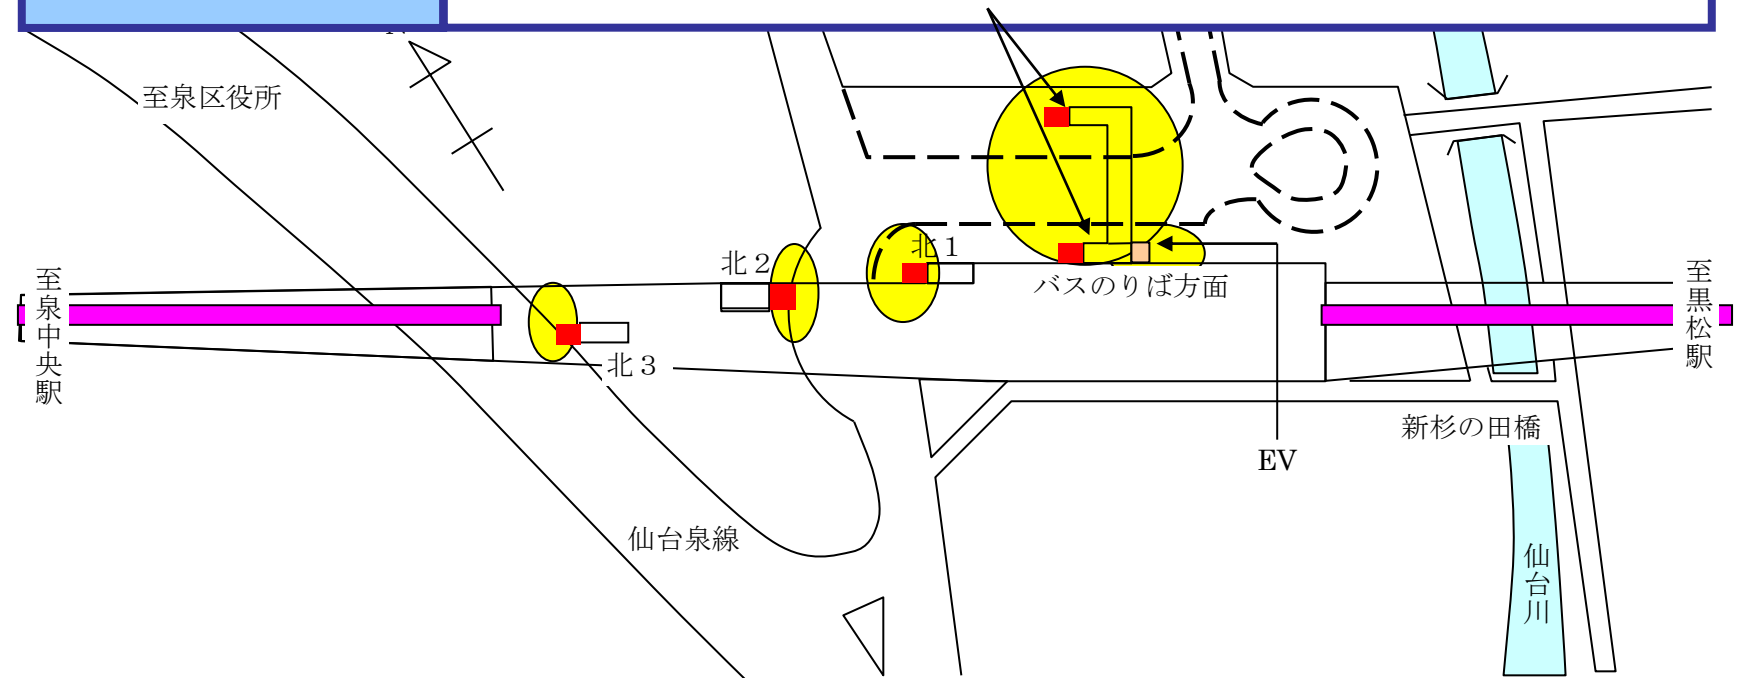 至泉区役所
北1
北2
至泉中央駅
バスのりば方面
至黒松駅
北3
新杉の田橋
EV
仙台泉線
仙台川